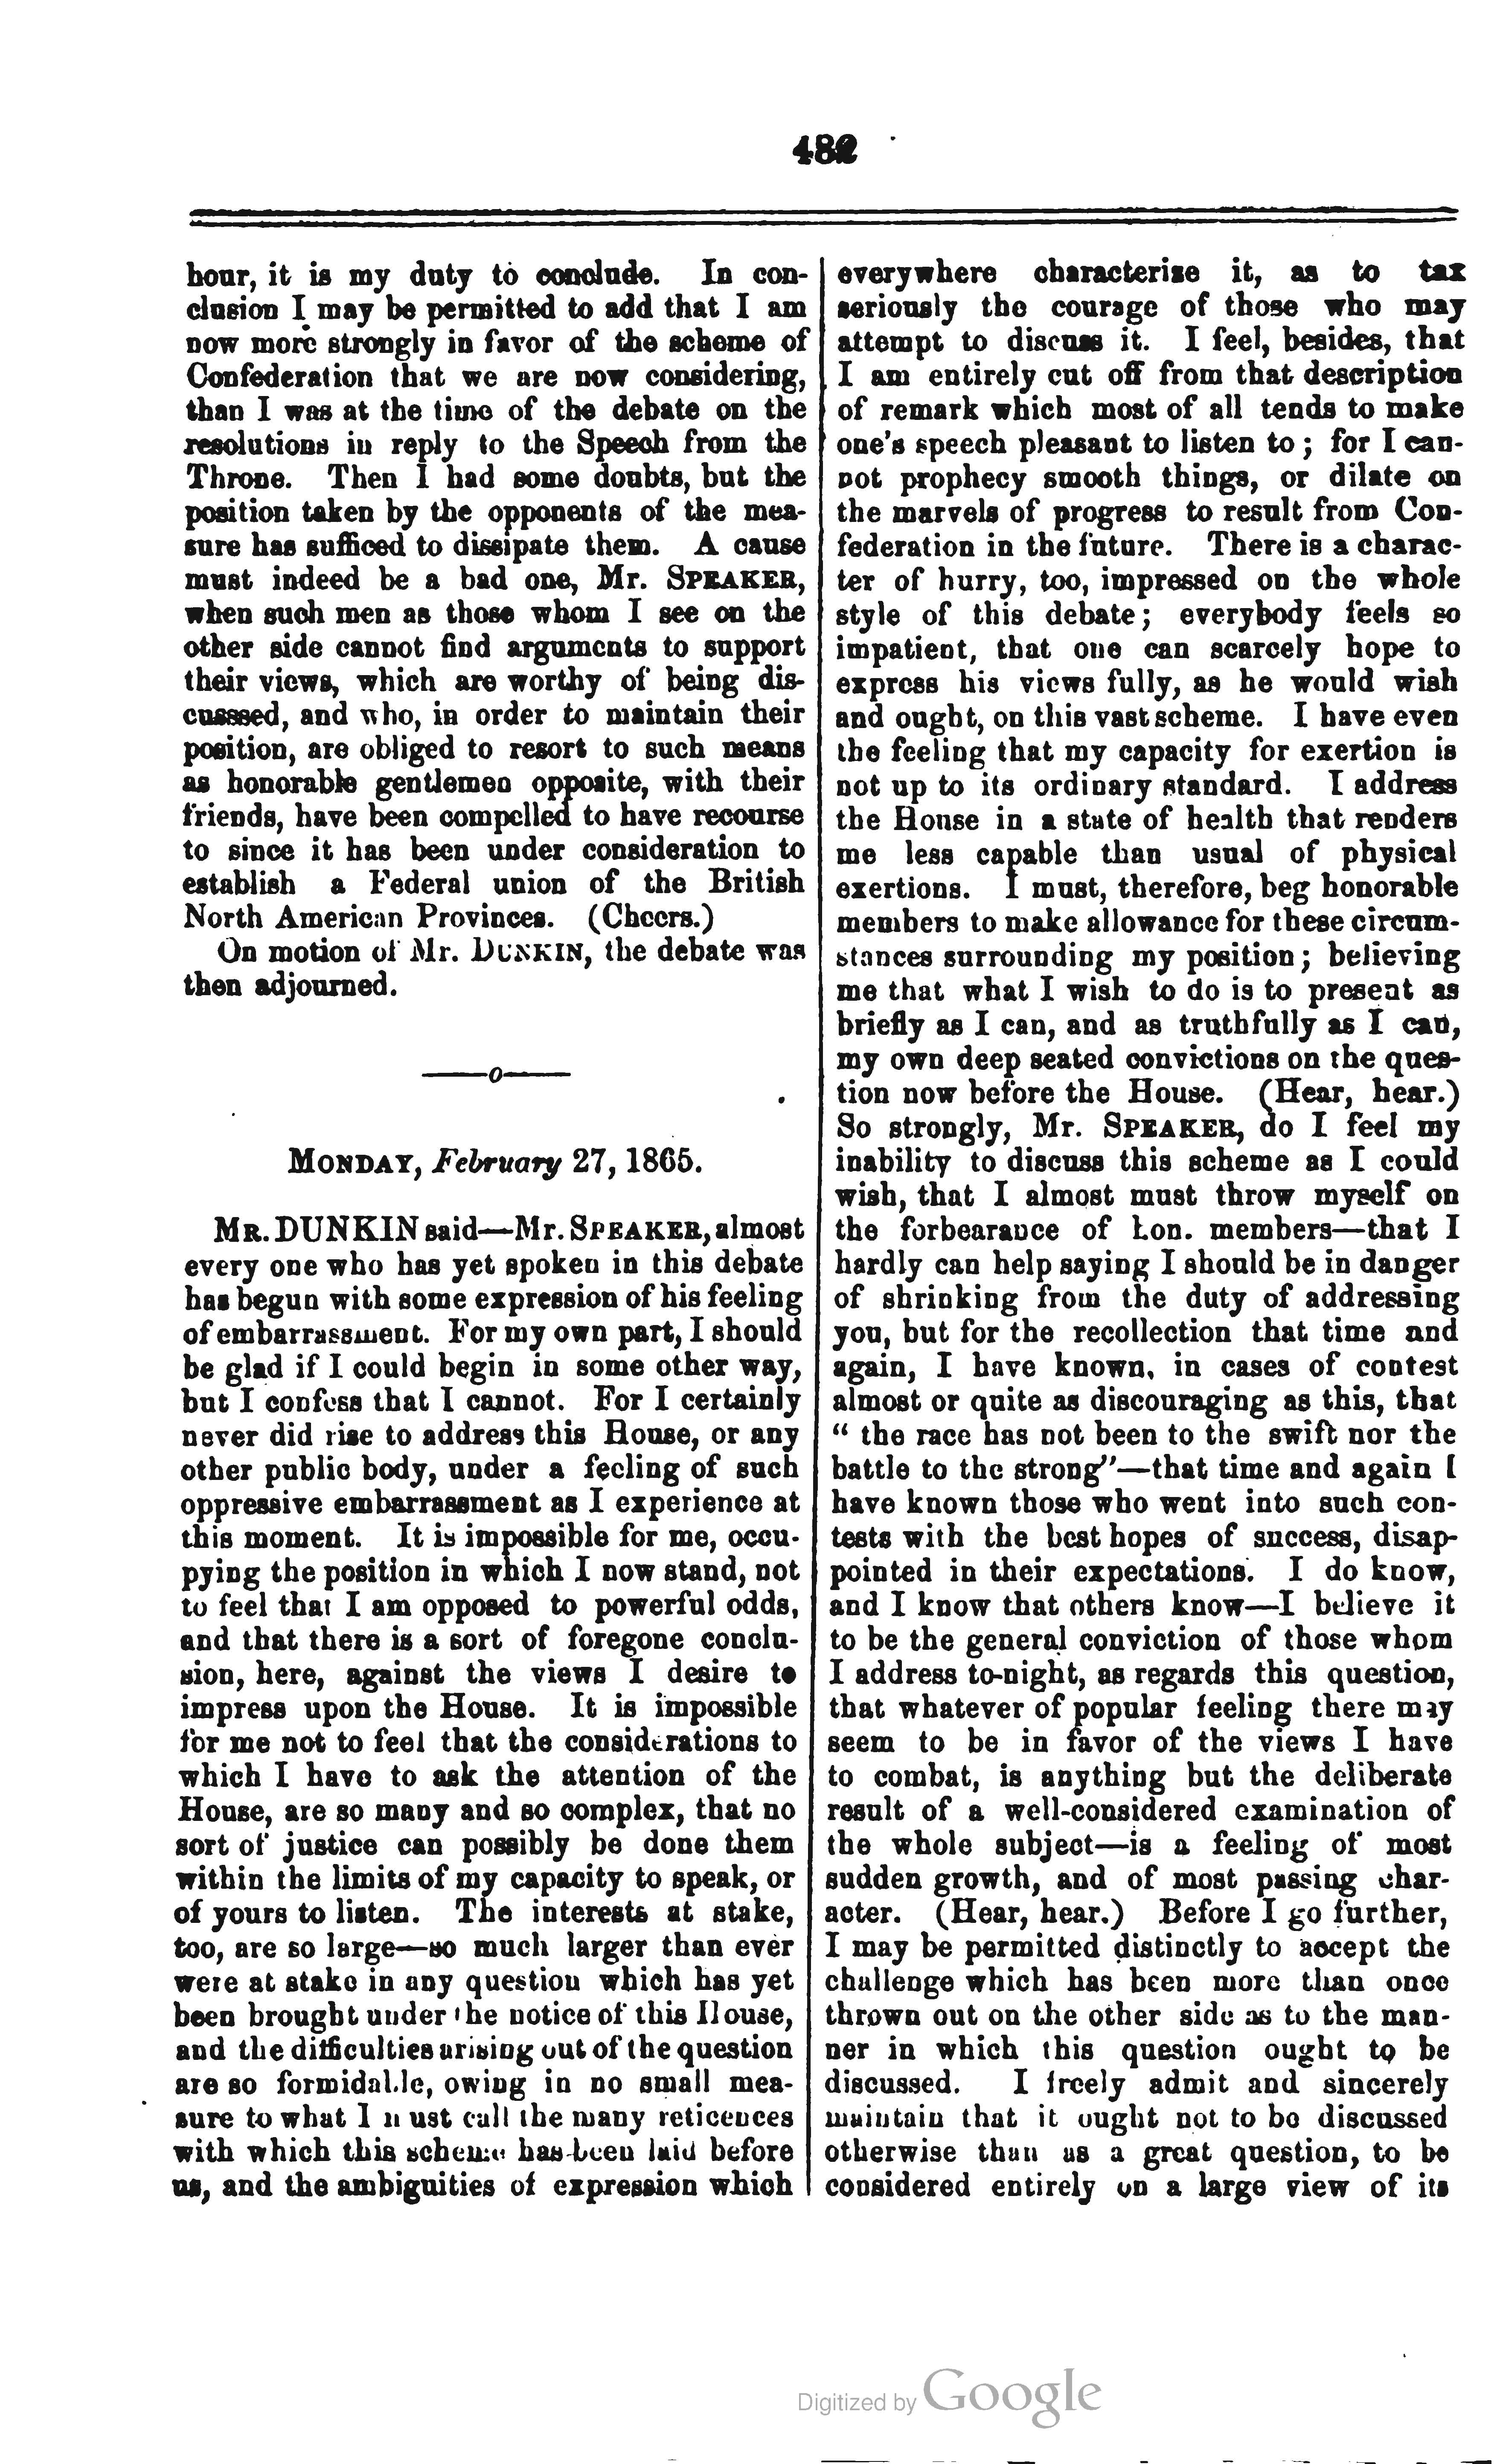 482
hour, it is my duty to conclude. In con-
clusion I may be permitted to add that I am
now more strongly in favor of the scheme of
Confederation that we are now considering,
than I was at the time of the debate on the
resolutions in reply to the Speech from the
Throne. Then I had some doubts, but the
position taken by the opponents of the mea-
sure has sufficed to dissipate them. A cause
must indeed be a bad one, Mr. SPEAKER,
when such men as those whom I see on the
other side cannot find arguments to support
their views, which are worthy of being dis-
cusssed, and who, in order to maintain their
position, are obliged to resort to such means
as honorable gentlemen opposite, with their
friends, have been compelled to have recourse
to since it has been under consideration to
establish a Federal union of the British
North American Provinces. (Cheers.)
On motion of Mr. DUNKIN, the debate was
then adjourned.
——o——
MONDAY, February 27, 1865.
MR. DUNKIN said—Mr. SPEAKER, almost
every one who has yet spoken in this debate
has begun with some expression of his feeling
of embarrassment. For my own part, I should
be glad if I could begin in some other way,
but I confess that I cannot. For I certainly
never did rise to address this House, or any
other public body, under a feeling of such
oppressive embarrassment as I experience at
this moment. It is impossible for me, occu-
pying the position in which I now stand, not
to feel that I am opposed to powerful odds,
and that there is a sort of foregone conclu-
sion, here, against the views I desire to
impress upon the House. It is impossible
for me not to feel that the considerations to
which I have to ask the attention of the
House, are so many and so complex, that no
sort of justice can possibly be done them
within the limits of my capacity to speak, or
of yours to listen. The interests at stake,
too, are so large—so much larger than ever
were at stake in any question which has yet
been brought under the notice of this House,
and the difficulties arising out of the question
are so formidable, owing in no small mea-
sure to what I must call the many reticences
with which this scheme has been laid before
us, and the ambiguities of expression which
everywhere characterise it, as to tax
seriously the courage of those who may
attempt to discuss it. I feel, besides, that
I am entirely cut off from that description
of remark which most of all tends to make
one's speech pleasant to listen to; for I can-
not prophecy smooth things, or dilate on
the marvels of progress to result from Con-
federation in the future. There is a charac-
ter of hurry, too, impressed on the whole
style of this debate; everybody feels so
impatient, that one can scarcely hope to
express his views fully, as he would wish
and ought, on this vast scheme. I have even
the feeling that my capacity for exertion is
not up to its ordinary standard. I address
the House in a state of health that renders
me less capable than usual of physical
exertions. I must, therefore, beg honorable
members to make allowance for these circum-
stances surrounding my position; believing
me that what I wish to do is to present as
briefly as I can, and as truthfully as I can,
my own deep seated convictions on the ques-
tion now before the House. (Hear, hear.)
So strongly, Mr. SPEAKER, do I feel my
inability to discuss this scheme as I could
wish, that I almost must throw myself on
the forbearance of hon. members—that I
hardly can help saying I should be in danger
of shrinking from the duty of addressing
you, but for the recollection that time and
again, I have known, in cases of contest
almost or quite as discouraging as this, that
" the race has not been to the swift nor the
battle to the strong"—that time and again I
have known those who went into such con-
tests with the best hopes of success, disap-
pointed in their expectations. I do know,
and I know that others know—I believe it
to be the general conviction of those whom
I address to-night, as regards this question,
that whatever of popular feeling there may
seem to be in favor of the views I have
to combat, is anything but the deliberate
result of a well-considered examination of
the whole subject—is a feeling of most
sudden growth, and of most passing char-
acter. (Hear, hear.) Before I go further,
I may be permitted distinctly to accept the
challenge which has been more than once
thrown out on the other side as to the man-
ner in which this question ought to be
discussed. I freely admit and sincerely
maintain that it ought not to be discussed
otherwise than as a great question, to be
considered entirely on a large view of its
Digitized by Google